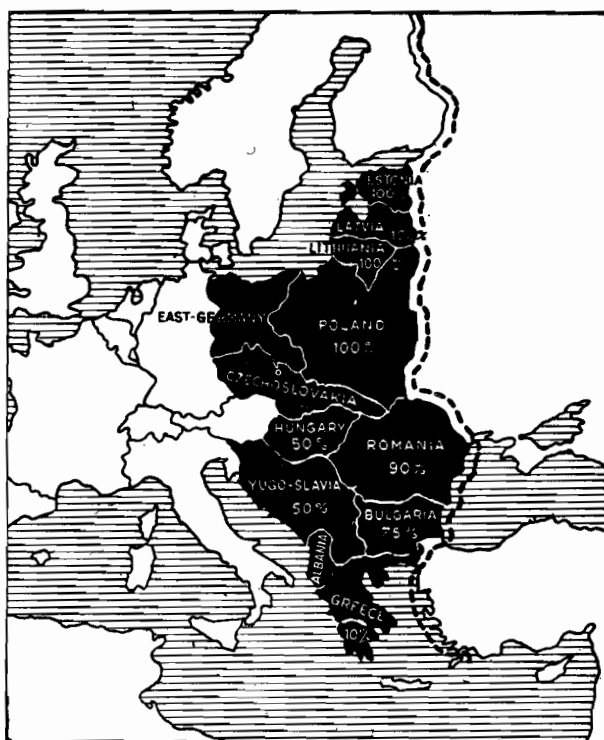 ESTONIA
100
LATVIA
LITHUANIA
100 %
EAST-GERMANY
POLAND
100 %
CZECHOSLOVAKIA
HUNGARY
50 %
ROMANIA
90 %
YUGO-SLAVIA
50 %
BULGARIA
75 %
ALBANIA
GREECE
10%